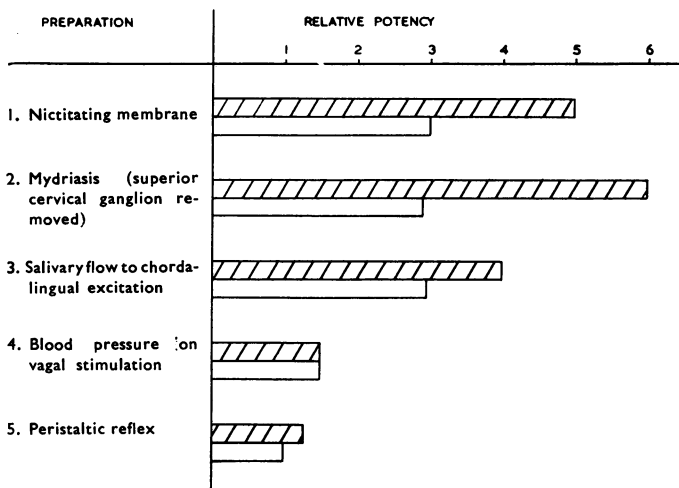 PREPARATION
RELATIVE POTENCY
1 2 3 4 5 6
1. Nictitating membrane
2. Mydriasis (superior
cervical ganglion re-
moved)
3. Salivary flow to chorda-
lingual excitation
4. Blood pressure on
vagal stimulation
5. Peristaltic reflex